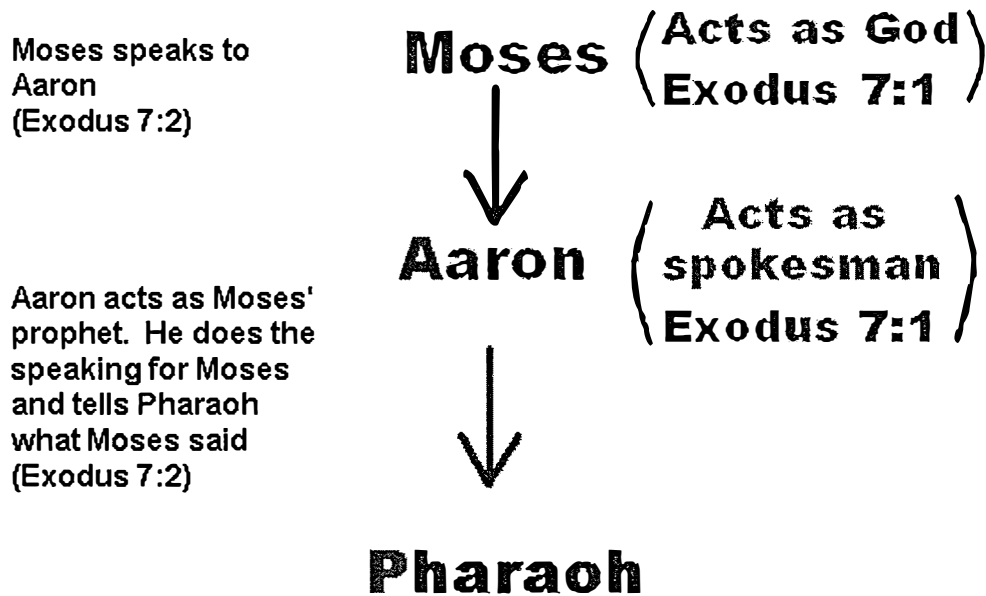 Moses speaks to
Aaron
(Exodus 7:2)
Moses
(Acts as God
Exodus 7:1)
Aaron
(Acts as
spokesman
Exodus 7:1)
Aaron acts as Moses'
prophet. He does the
speaking for Moses
and tells Pharaoh
what Moses said
(Exodus 7:2)
Pharaoh